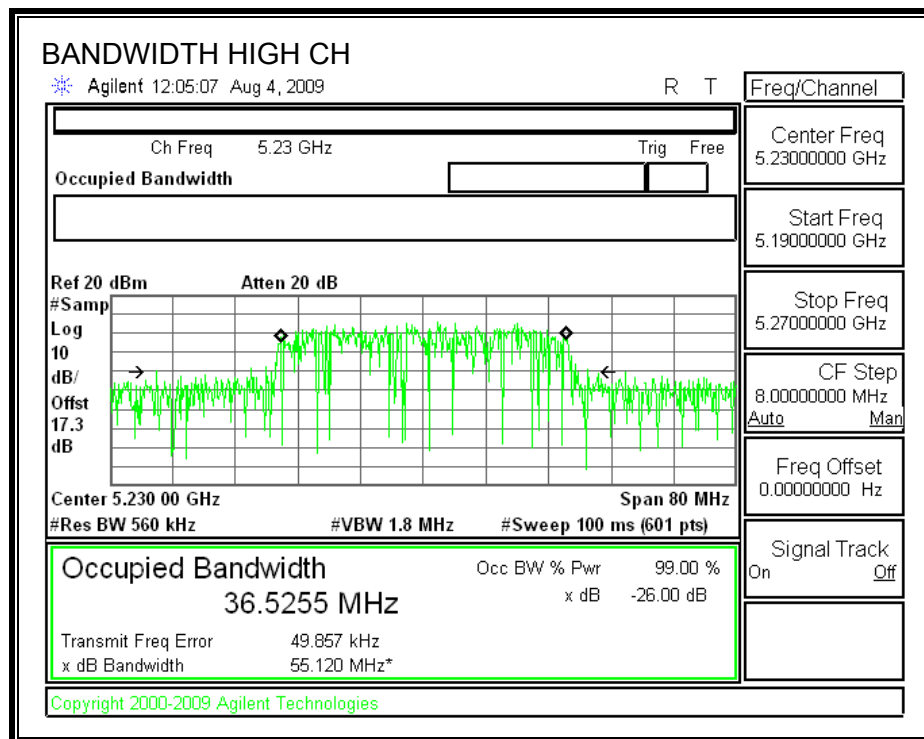 BANDWIDTH HIGH CH
Agilent 12:05:07 Aug 4, 2009 R T
Freq/Channel
Ch Freq 5.23 GHz Trig Free
Occupied Bandwidth
Center Freq
5.23000000 GHz
Start Freq
5.19000000 GHz
Stop Freq
5.27000000 GHz
CF Step
8.00000000 MHz
Auto Man
Freq Offset
0.00000000 Hz
Signal Track
On Off
Ref 20 dBm Atten 20 dB
#Samp
Log
10
dB/
Offst
17.3
dB
Center 5.230 00 GHz Span 80 MHz
#Res BW 560 kHz #VBW 1.8 MHz #Sweep 100 ms (601 pts)
Occupied Bandwidth Occ BW % Pwr 99.00 %
36.5255 MHz x dB -26.00 dB
Transmit Freq Error 49.857 kHz
x dB Bandwidth 55.120 MHz*
Copyright 2000-2009 Agilent Technologies